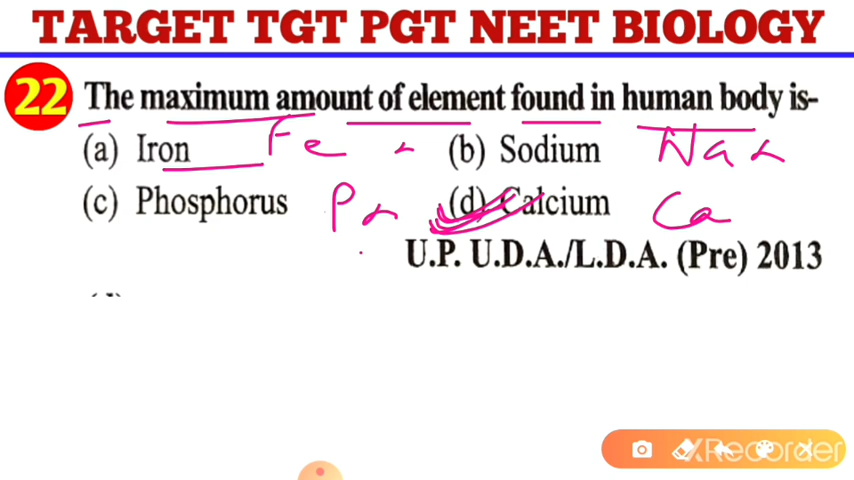 TARGET TGT PGT NEET BIOLOGY
22 The maximum amount of element found in human body is-
(a) Iron Fe × (b) Sodium Na ×
(c) Phosphorus P × (d) Calcium Ca
U.P. U.D.A./L.D.A. (Pre) 2013
XRecorder